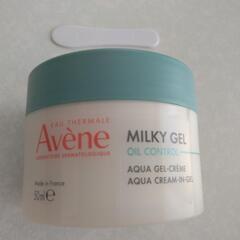 EAU THERMALE
Avène
LABORATOIRE DERMATOLOGIQUE
MILKY GEL
OIL CONTROL
AQUA GEL-CRÈME
AQUA CREAM-IN-GEL
Made in France
50 ml e